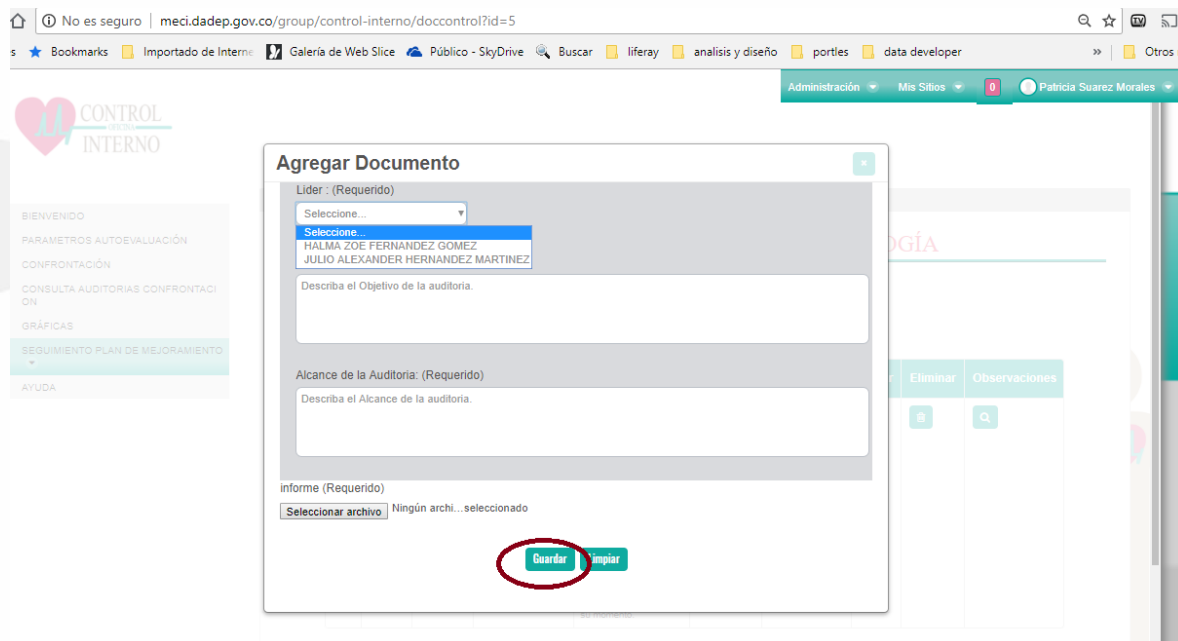 No es seguro | meci.dadep.gov.co/group/control-interno/doccontrol?id=5
s Bookmarks Importado de Interne Galería de Web Slice Público - SkyDrive Buscar liferay analisis y diseño portles data developer » Otros
Administración Mis Sitios 0 Patricia Suarez Morales
CONTROL
OFICINA
INTERNO
Agregar Documento
Lider : (Requerido)
Seleccione...
Seleccione...
HALMA ZOE FERNANDEZ GOMEZ
JULIO ALEXANDER HERNANDEZ MARTINEZ
Describa el Objetivo de la auditoria.
Alcance de la Auditoria: (Requerido)
Describa el Alcance de la auditoria.
informe (Requerido)
Seleccionar archivo Ningún archi...seleccionado
Guardar Limpiar
BIENVENIDO
PARAMETROS AUTOEVALUACIÓN
CONFRONTACIÓN
CONSULTA AUDITORIAS CONFRONTACI
ON
GRÁFICAS
SEGUIMIENTO PLAN DE MEJORAMIENTO
AYUDA
OGÍA
r Eliminar Observaciones
su momento.